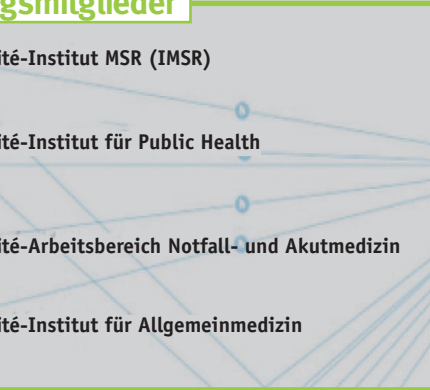 gsmitglieder
ité-Institut MSR (IMSR)
ité-Institut für Public Health
ité-Arbeitsbereich Notfall- und Akutmedizin
ité-Institut für Allgemeinmedizin